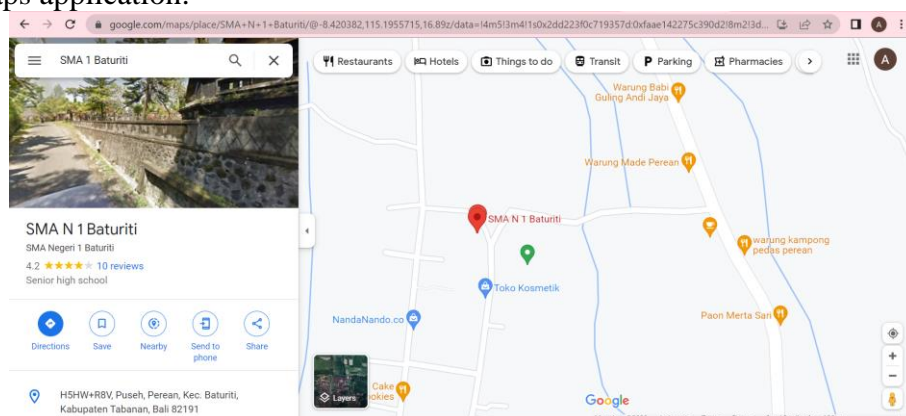 aps application.
google.com/maps/place/SMA+N+1+Baturiti/@-8.420382,115.1955715,16.89z/data=!4m5!3m4!1s0x2dd223f0c719357d:0xfaae142275c390d2!8m2!3d...
A
SMA 1 Baturiti
Restaurants
Hotels
Things to do
Transit
Parking
Pharmacies
A
Warung Babi
Guling Andi Jaya
Warung Made Perean
SMA N 1 Baturiti
warung kampong
pedas perean
Toko Kosmetik
NandaNando.co
Paon Merta Sari
Cake
okies
Layers
Google
SMA N 1 Baturiti
SMA Negeri 1 Baturiti
4.2 ★★★★★ 10 reviews
Senior high school
Directions
Save
Nearby
Send to
phone
Share
H5HW+R8V, Puseh, Perean, Kec. Baturiti,
Kabupaten Tabanan, Bali 82191